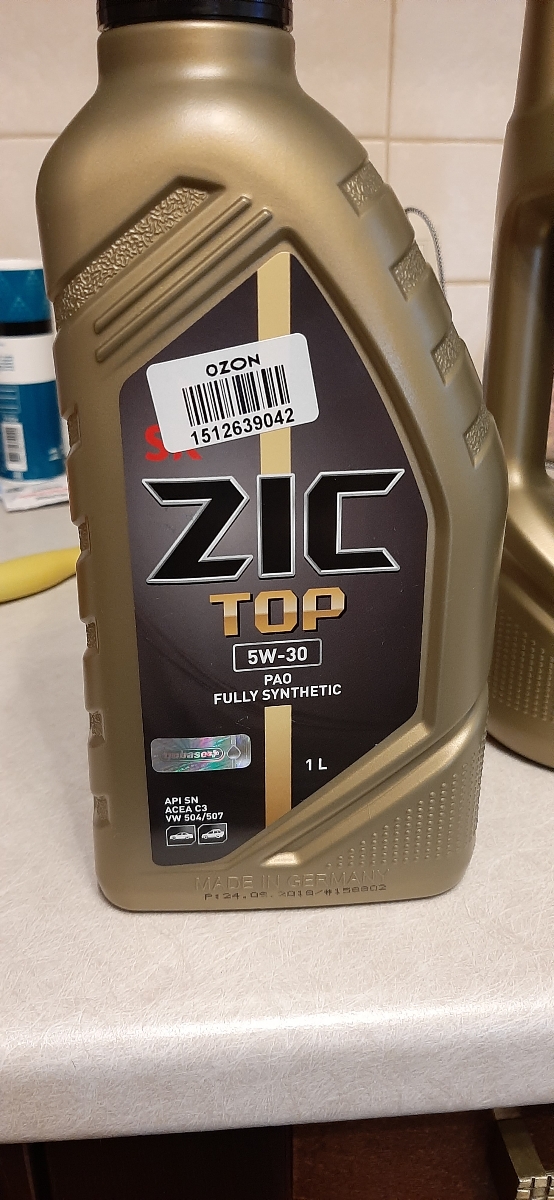 OZON
1512639042
SK
ZIC
TOP
5W-30
PAO
FULLY SYNTHETIC
1 L
API SN
ACEA C3
VW 504/507
MADE IN GERMANY